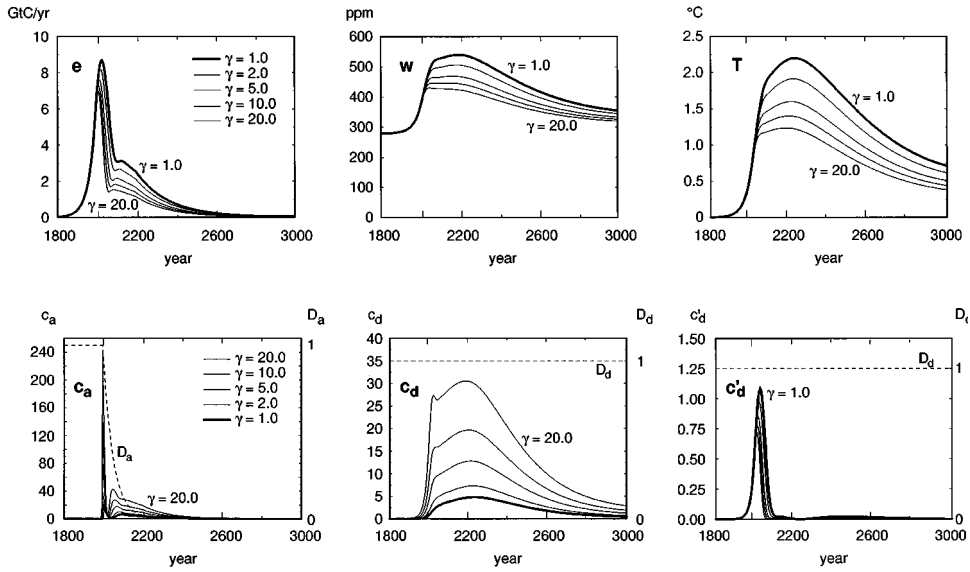 GtC/yr
10
8
6
4
2
0
e
γ = 1.0
γ = 2.0
γ = 5.0
γ = 10.0
γ = 20.0
γ = 1.0
γ = 20.0
1800 2200 2600 3000
year
ppm
600
500
400
300
200
100
0
w
γ = 1.0
γ = 20.0
1800 2200 2600 3000
year
°C
2.5
2.0
1.5
1.0
0.5
0.0
T
γ = 1.0
γ = 20.0
1800 2200 2600 3000
year
c_a
D_a
240
200
160
120
80
40
0
1
0
c_a
γ = 20.0
γ = 10.0
γ = 5.0
γ = 2.0
γ = 1.0
D_a
γ = 20.0
1800 2200 2600 3000
year
c_d
D_d
40
35
30
25
20
15
10
5
0
1
0
D_d
c_d
γ = 20.0
1800 2200 2600 3000
year
c'_d
D_d
1.50
1.25
1.00
0.75
0.50
0.25
0.00
1
0
D_d
c'_d
γ = 1.0
1800 2200 2600 3000
year